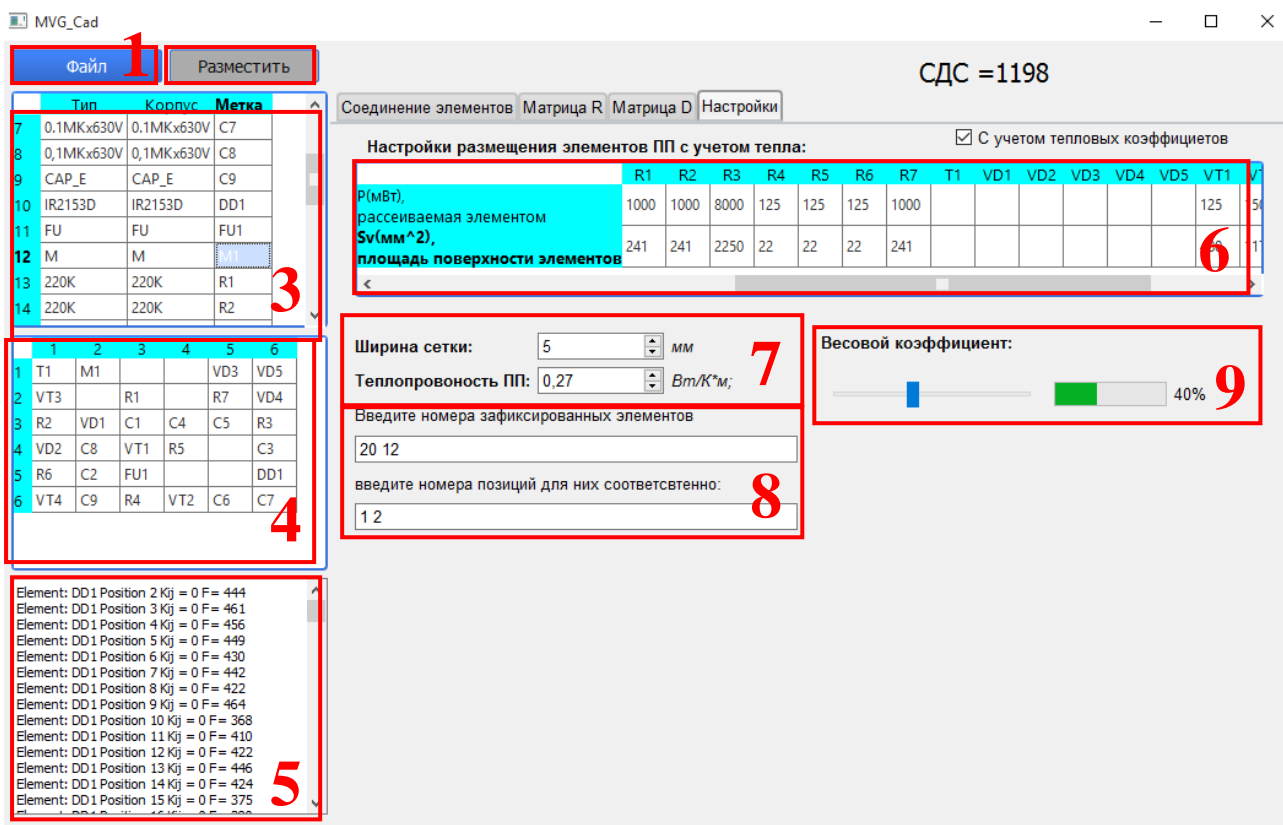 MVG_Cad
Файл
1
Разместить
СДС =1198
Тип Корпус Метка
7 0.1МКх630V 0.1МКх630V C7
8 0,1МКх630V 0,1МКх630V C8
9 CAP_E CAP_E C9
10 IR2153D IR2153D DD1
11 FU FU FU1
12 M M M1
13 220K 220K R1
14 220K 220K R2
3
Соединение элементов Матрица R Матрица D Настройки
Настройки размещения элементов ПП с учетом тепла:
С учетом тепловых коэффициетов
R1 R2 R3 R4 R5 R6 R7 T1 VD1 VD2 VD3 VD4 VD5 VT1
P(мВт),
рассеиваемая элементом
1000 1000 8000 125 125 125 1000 125
Sv(мм^2),
площадь поверхности элементов
241 241 2250 22 22 22 241
6
1 2 3 4 5 6
1 T1 M1 VD3 VD5
2 VT3 R1 R7 VD4
3 R2 VD1 C1 C4 C5 R3
4 VD2 C8 VT1 R5 C3
5 R6 C2 FU1 DD1
6 VT4 C9 R4 VT2 C6 C7
4
Ширина сетки: 5 мм
Теплопровоность ПП: 0,27 Вт/К*м;
7
Введите номера зафиксированных элементов
20 12
введите номера позиций для них соответсвтенно:
1 2
8
Весовой коэффициент:
40%
9
Element: DD1 Position 2 Kij = 0 F= 444
Element: DD1 Position 3 Kij = 0 F= 461
Element: DD1 Position 4 Kij = 0 F= 456
Element: DD1 Position 5 Kij = 0 F= 449
Element: DD1 Position 6 Kij = 0 F= 430
Element: DD1 Position 7 Kij = 0 F= 442
Element: DD1 Position 8 Kij = 0 F= 422
Element: DD1 Position 9 Kij = 0 F= 464
Element: DD1 Position 10 Kij = 0 F= 368
Element: DD1 Position 11 Kij = 0 F= 410
Element: DD1 Position 12 Kij = 0 F= 422
Element: DD1 Position 13 Kij = 0 F= 446
Element: DD1 Position 14 Kij = 0 F= 424
Element: DD1 Position 15 Kij = 0 F= 375
5